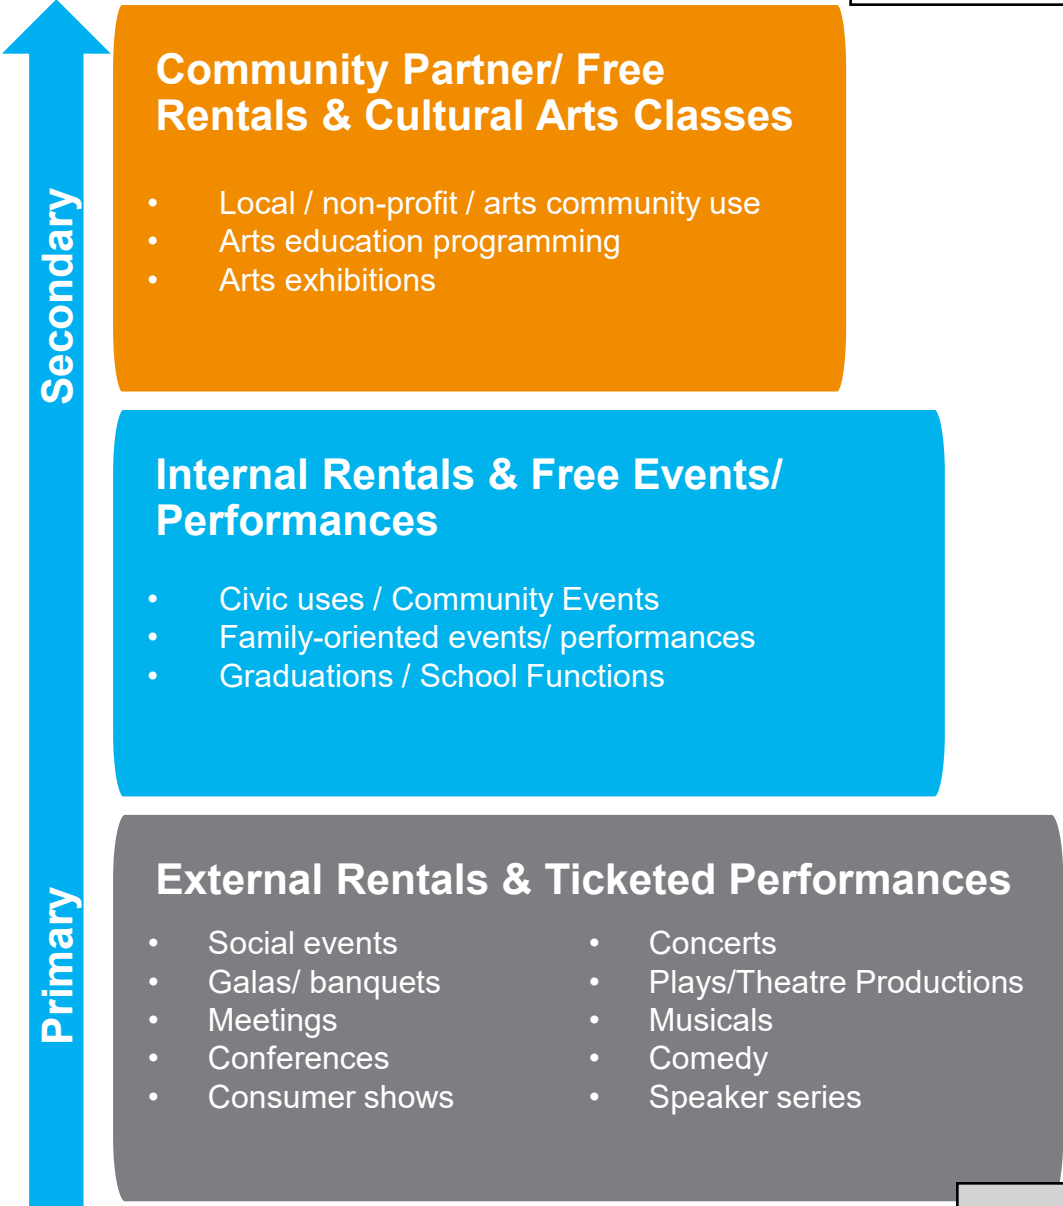 Secondary
Primary
Community Partner/ Free
Rentals & Cultural Arts Classes
• Local / non-profit / arts community use
• Arts education programming
• Arts exhibitions
Internal Rentals & Free Events/
Performances
• Civic uses / Community Events
• Family-oriented events/ performances
• Graduations / School Functions
External Rentals & Ticketed Performances
• Social events
• Galas/ banquets
• Meetings
• Conferences
• Consumer shows
• Concerts
• Plays/Theatre Productions
• Musicals
• Comedy
• Speaker series